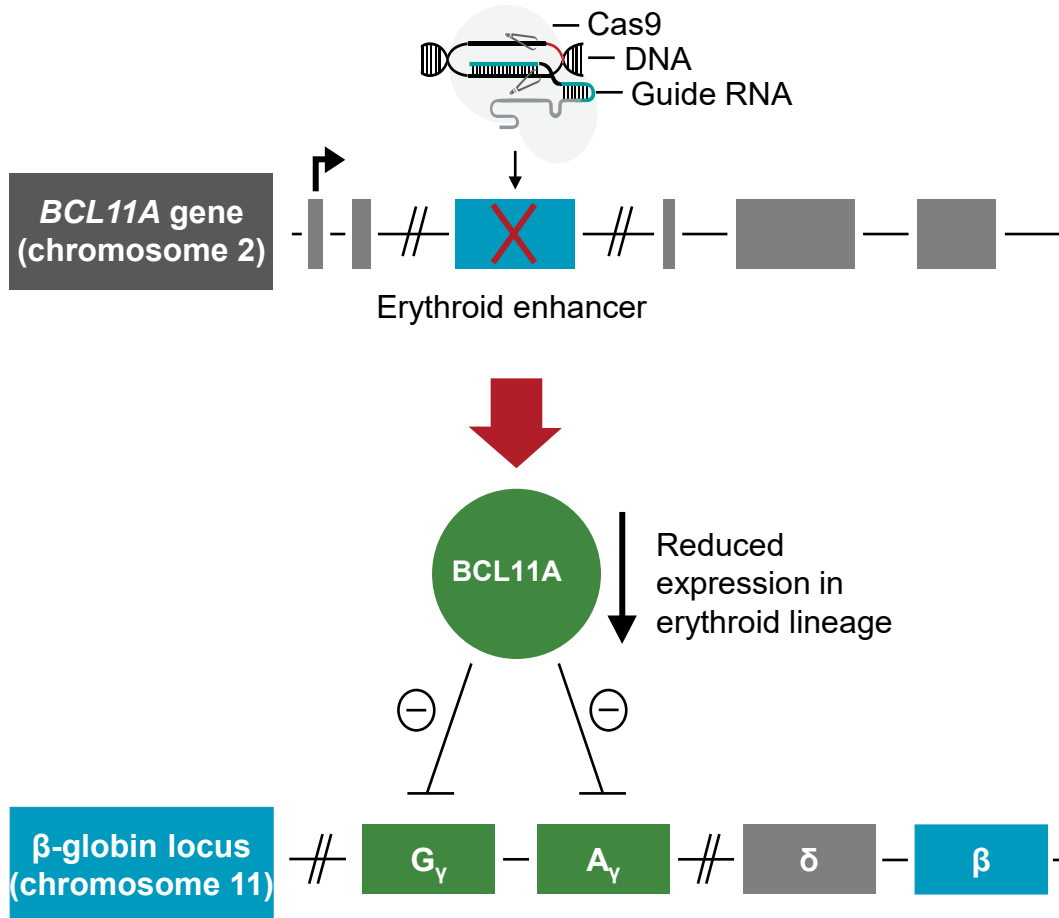 Cas9
DNA
Guide RNA
BCL11A gene
(chromosome 2)
Erythroid enhancer
BCL11A
Reduced
expression in
erythroid lineage
−
−
β-globin locus
(chromosome 11)
Gγ
Aγ
δ
β